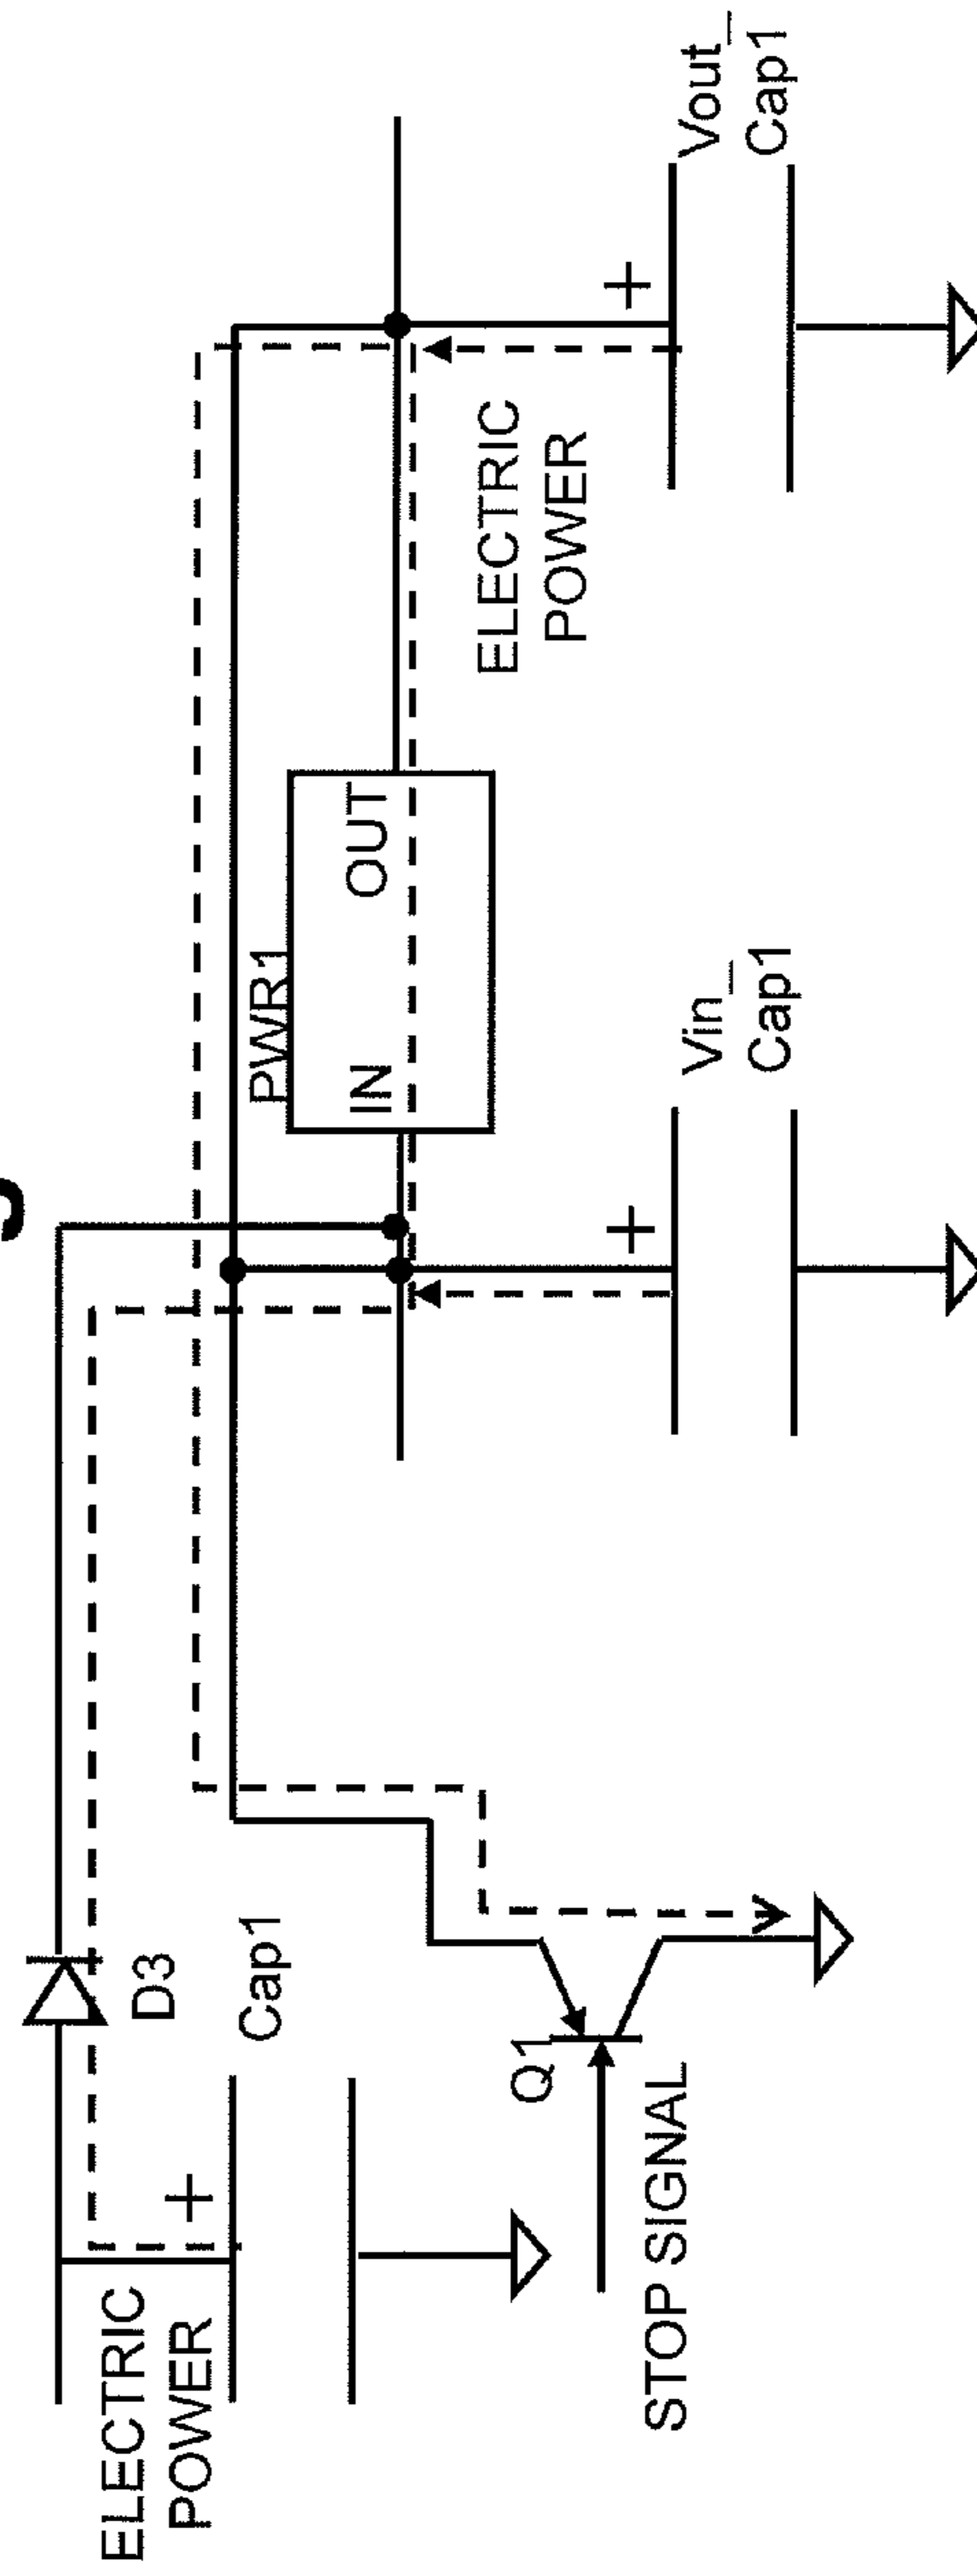 ELECTRIC
POWER
+
D3
Cap1
Q1
STOP SIGNAL
PWR1
IN
OUT
+
Vin_
Cap1
ELECTRIC
POWER
+
Vout_
Cap1